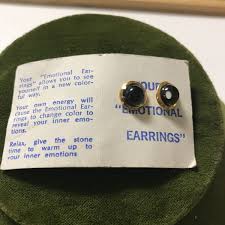 Your "Emotional Ear-
rings" allows you to see
yourself in a new color-
ful way.
Your own energy will
cause the Emotional Ear-
rings to change color to
reveal your inner emo-
tions.
Relax, give the stone
time to warm up to
your inner emotions
"EMOTIONAL
EARRINGS"